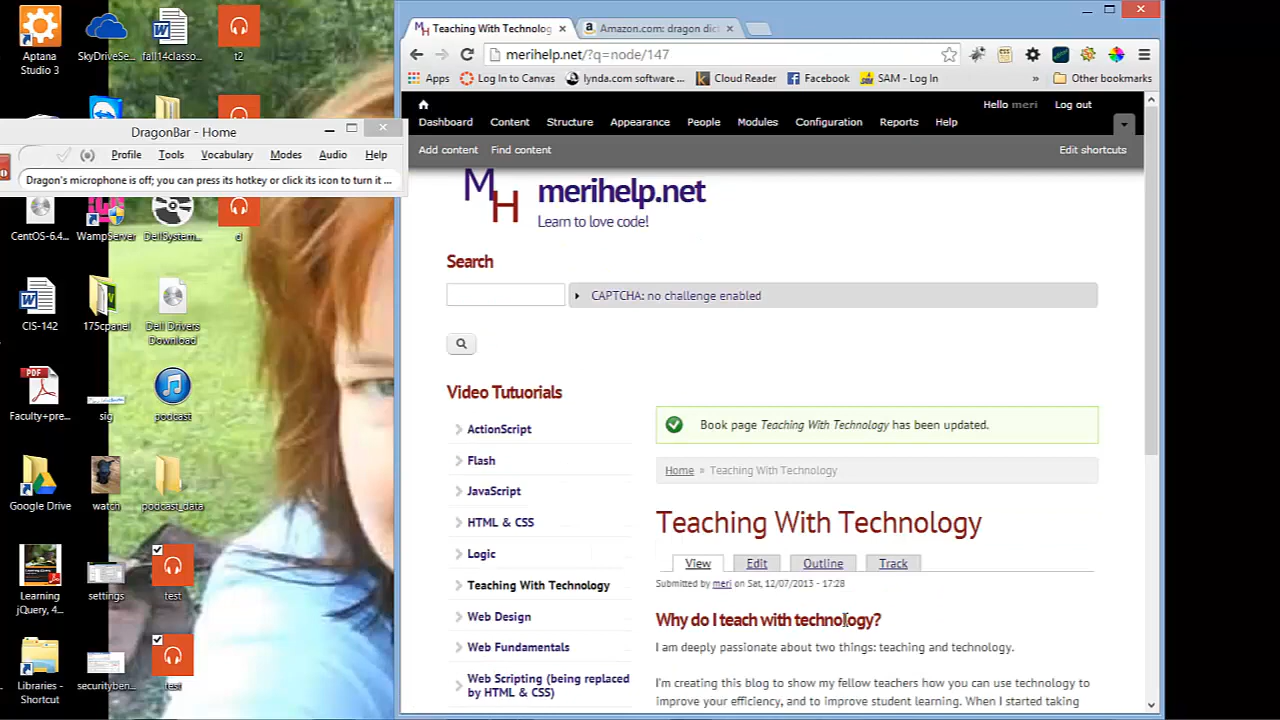 Aptana
Studio 3
SkyDriveSe...
fall14classo...
t2
DragonBar - Home
Profile Tools Vocabulary Modes Audio Help
Dragon's microphone is off; you can press its hotkey or click its icon to turn it ...
CentOS-6.4...
WampServer
DellSystem...
d
CIS-142
175cpanel
Dell Drivers
Download
PDF
Faculty+pre...
sig
podcast
Google Drive
watch
podcast_data
Learning
jQuery, 4...
settings
test
Libraries -
Shortcut
securityben...
test
MH Teaching With Technology
a Amazon.com: dragon dic
merihelp.net/?q=node/147
Apps Log In to Canvas lynda.com software ... Cloud Reader Facebook SAM - Log In » Other bookmarks
Hello meri Log out
Dashboard Content Structure Appearance People Modules Configuration Reports Help
Add content Find content Edit shortcuts
MH
merihelp.net
Learn to love code!
Search
CAPTCHA: no challenge enabled
Video Tutorials
ActionScript
Flash
JavaScript
HTML & CSS
Logic
Teaching With Technology
Web Design
Web Fundamentals
Web Scripting (being replaced
by HTML & CSS)
Book page Teaching With Technology has been updated.
Home » Teaching With Technology
Teaching With Technology
View Edit Outline Track
Submitted by meri on Sat, 12/07/2013 - 17:28
Why do I teach with technology?
I am deeply passionate about two things: teaching and technology.
I'm creating this blog to show my fellow teachers how you can use technology to
improve your efficiency, and to improve student learning. When I started taking